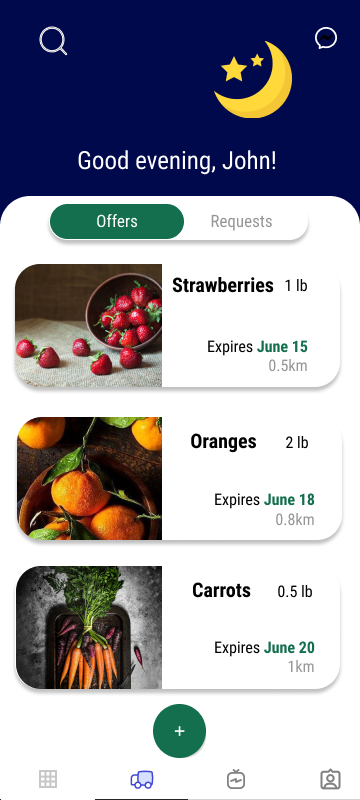 Good evening, John!
Offers Requests
Strawberries 1 lb
Expires June 15
0.5km
Oranges 2 lb
Expires June 18
0.8km
Carrots 0.5 lb
Expires June 20
1km
+